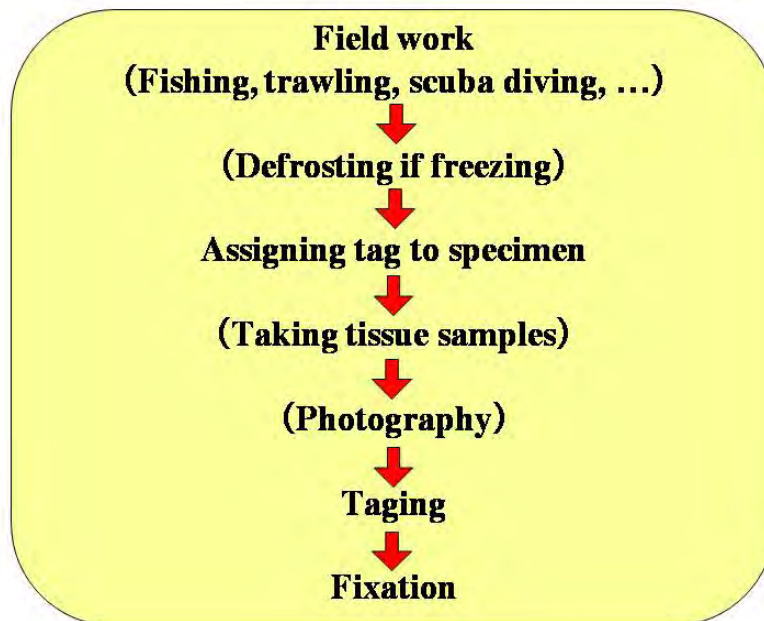 Field work
(Fishing, trawling, scuba diving, …)
(Defrosting if freezing)
Assigning tag to specimen
(Taking tissue samples)
(Photography)
Taging
Fixation